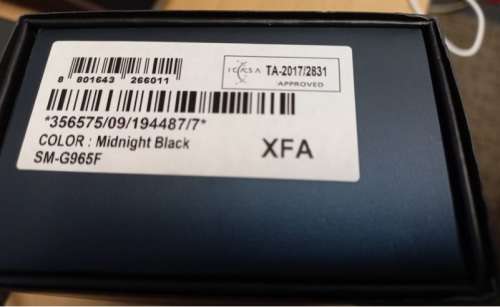 8 801643 266011
ICASA TA-2017/2831
APPROVED
*356575/09/194487/7*
COLOR : Midnight Black
SM-G965F
XFA